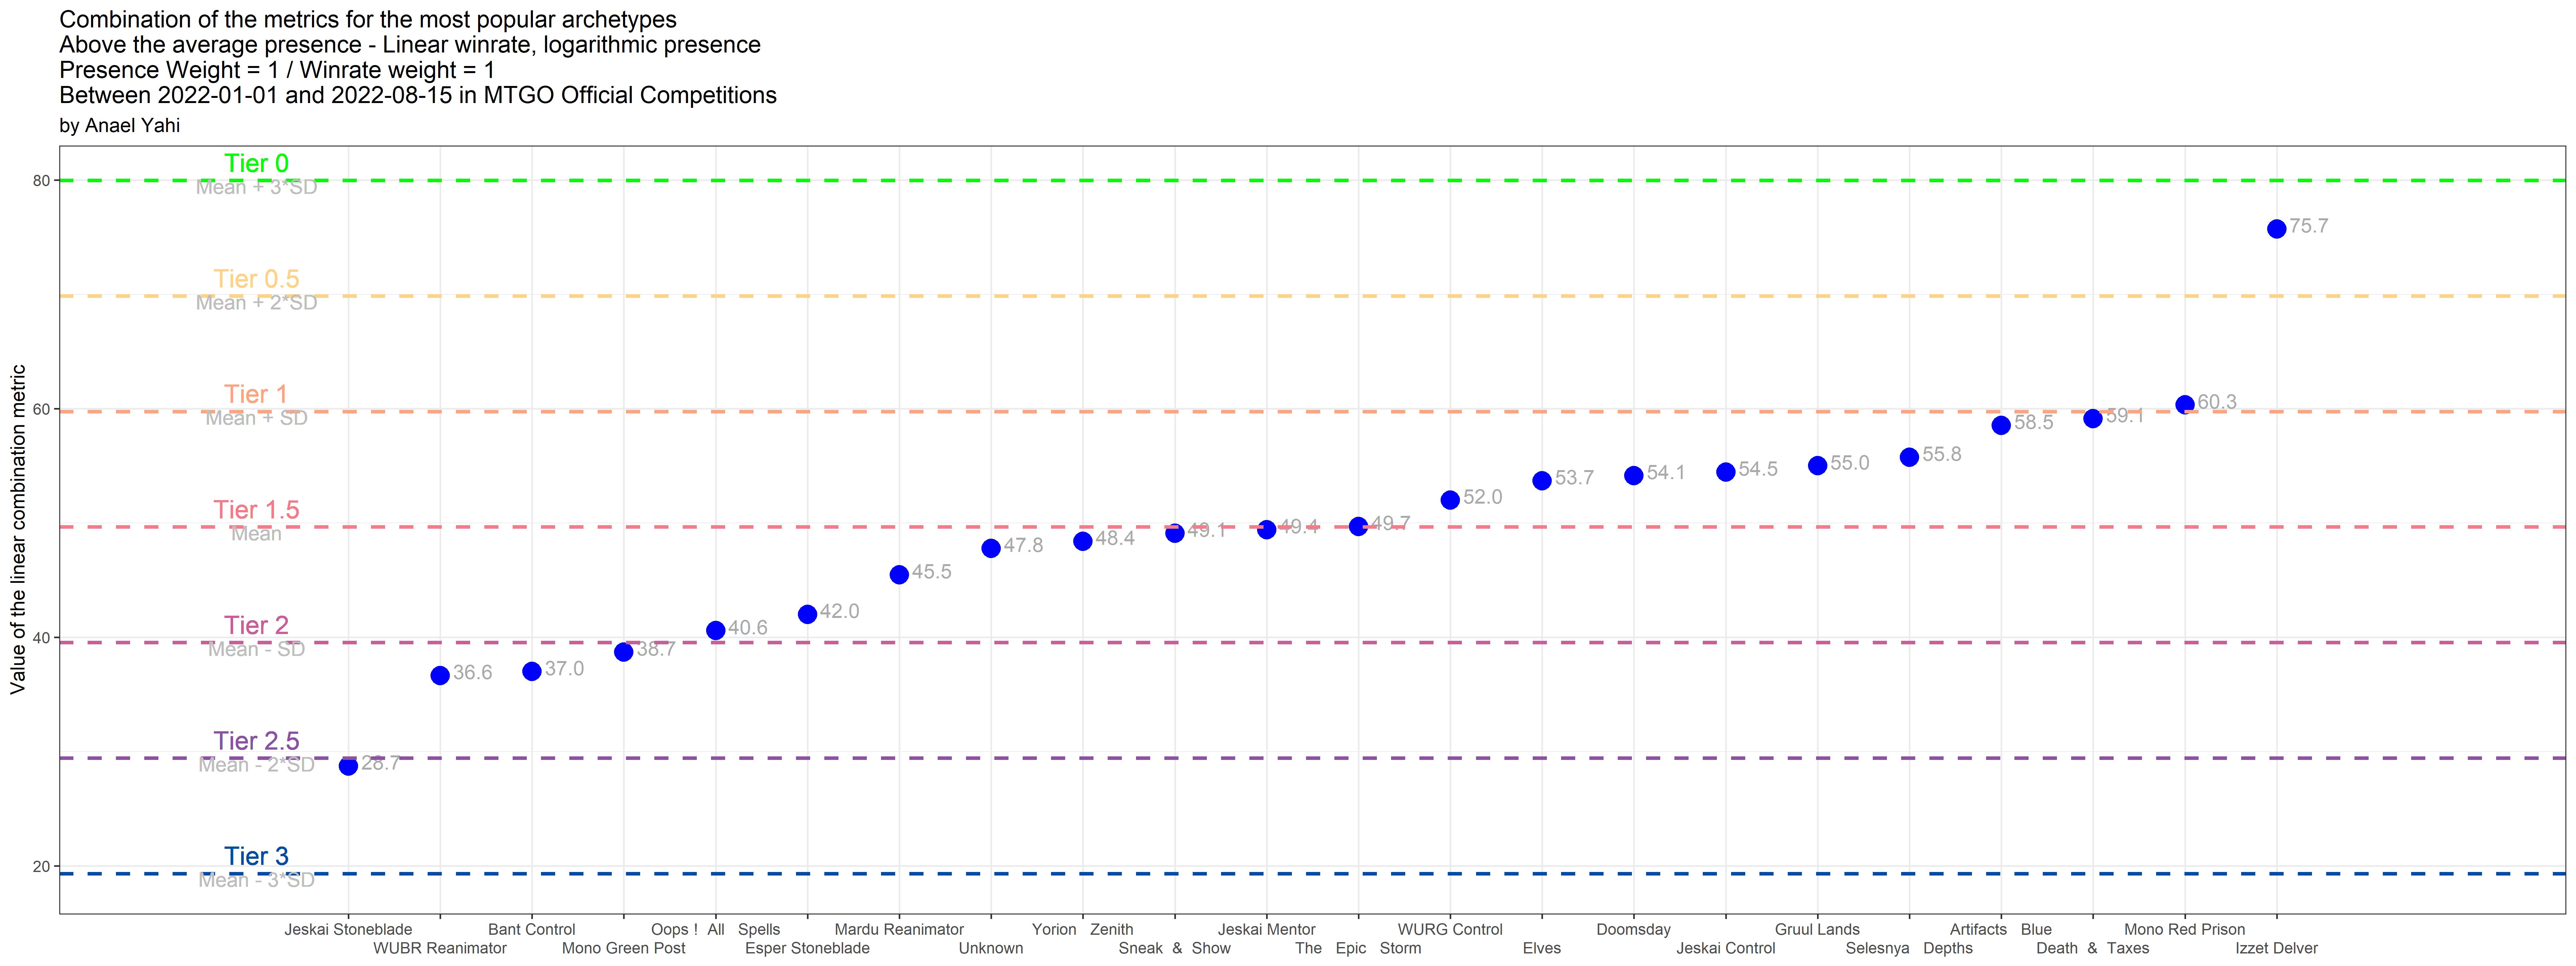 Combination of the metrics for the most popular archetypes
Above the average presence - Linear winrate, logarithmic presence
Presence Weight = 1 / Winrate weight = 1
Between 2022-01-01 and 2022-08-15 in MTGO Official Competitions
by Anael Yahi
Value of the linear combination metric
80
60
40
20
Tier 0
Mean + 3*SD
Tier 0.5
Mean + 2*SD
Tier 1
Mean + SD
Tier 1.5
Mean
Tier 2
Mean - SD
Tier 2.5
Mean - 2*SD
Tier 3
Mean - 3*SD
28.7
36.6
37.0
38.7
40.6
42.0
45.5
47.8
48.4
49.1
49.4
49.7
52.0
53.7
54.1
54.5
55.0
55.8
58.5
59.1
60.3
75.7
Jeskai Stoneblade
WUBR Reanimator
Bant Control
Mono Green Post
Oops ! All Spells
Esper Stoneblade
Mardu Reanimator
Unknown
Yorion Zenith
Sneak & Show
Jeskai Mentor
The Epic Storm
WURG Control
Elves
Doomsday
Jeskai Control
Gruul Lands
Selesnya Depths
Artifacts Blue
Death & Taxes
Mono Red Prison
Izzet Delver